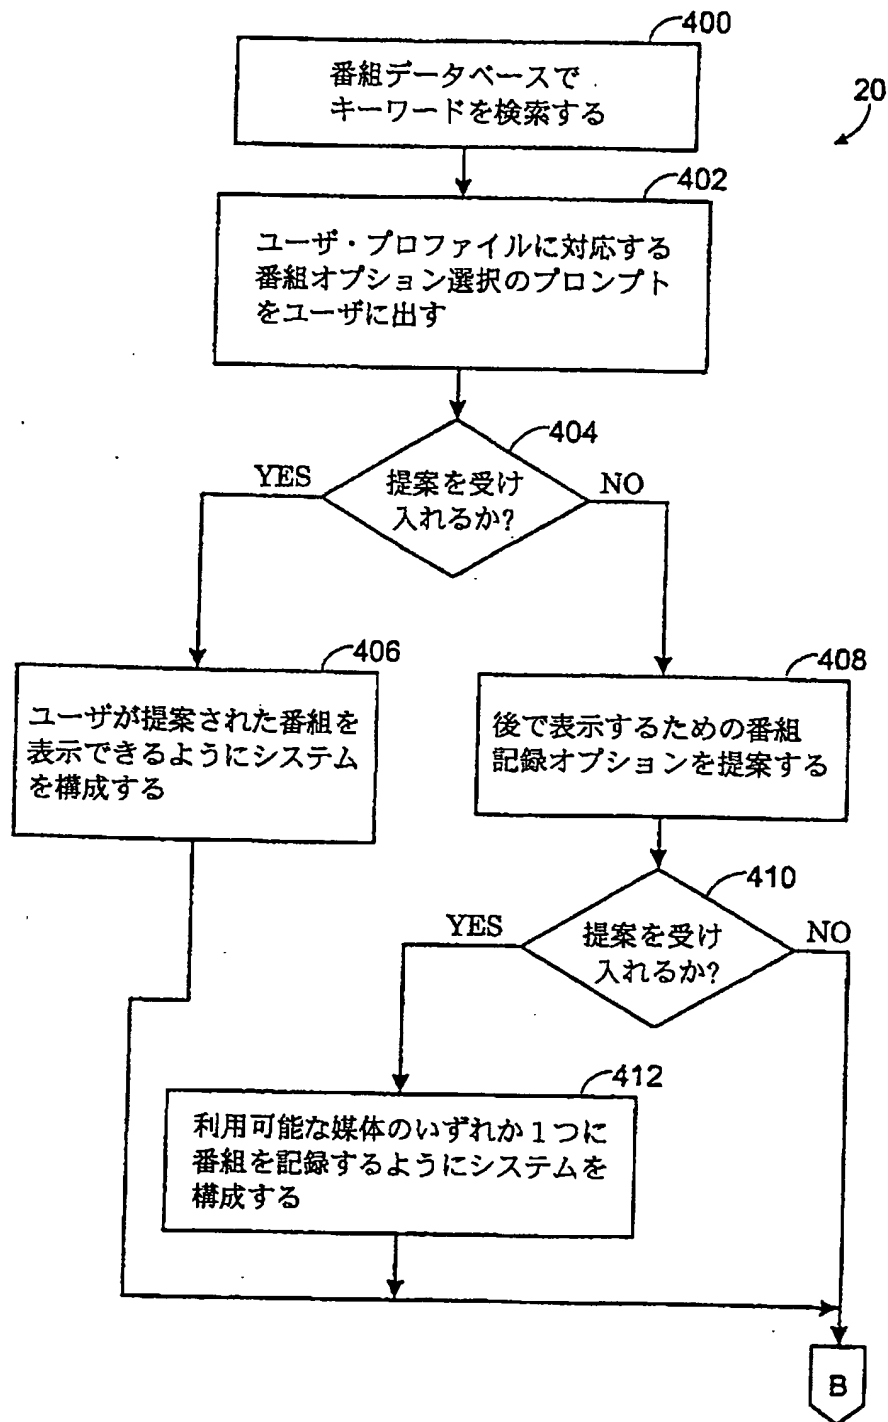 400
番組データベースで
キーワードを検索する
20
402
ユーザ・プロファイルに対応する
番組オプション選択のプロンプト
をユーザに出す
404
提案を受け
入れるか?
YES
NO
406
ユーザが提案された番組を
表示できるようにシステム
を構成する
408
後で表示するための番組
記録オプションを提案する
410
提案を受け
入れるか?
YES
NO
412
利用可能な媒体のいずれか1つに
番組を記録するようにシステムを
構成する
B